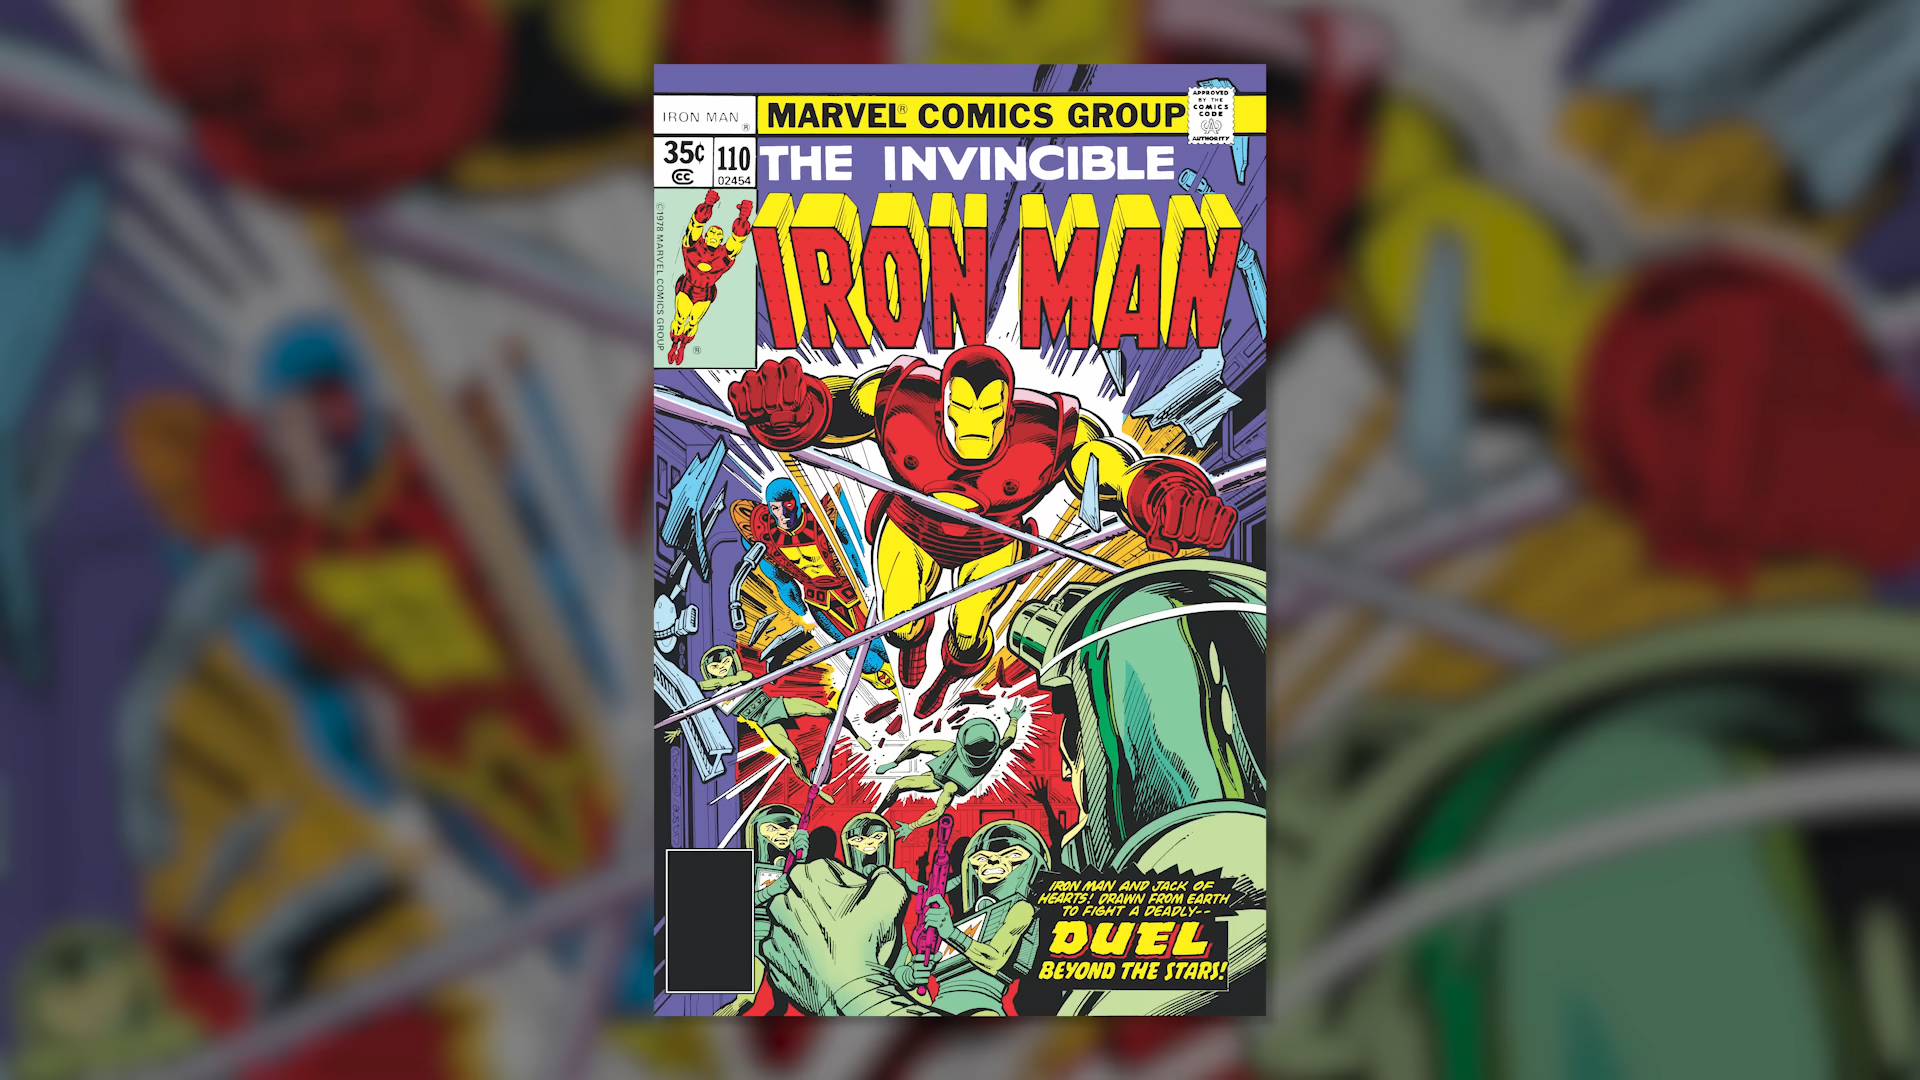 IRON MAN ®
MARVEL® COMICS GROUP
APPROVED
BY THE
COMICS
CODE
AUTHORITY
35¢
CC
110
02454
THE INVINCIBLE
IRON MAN
©1978 MARVEL COMICS GROUP
®
IRON MAN AND JACK OF
HEARTS! DRAWN FROM EARTH
TO FIGHT A DEADLY--
DUEL
BEYOND THE STARS!